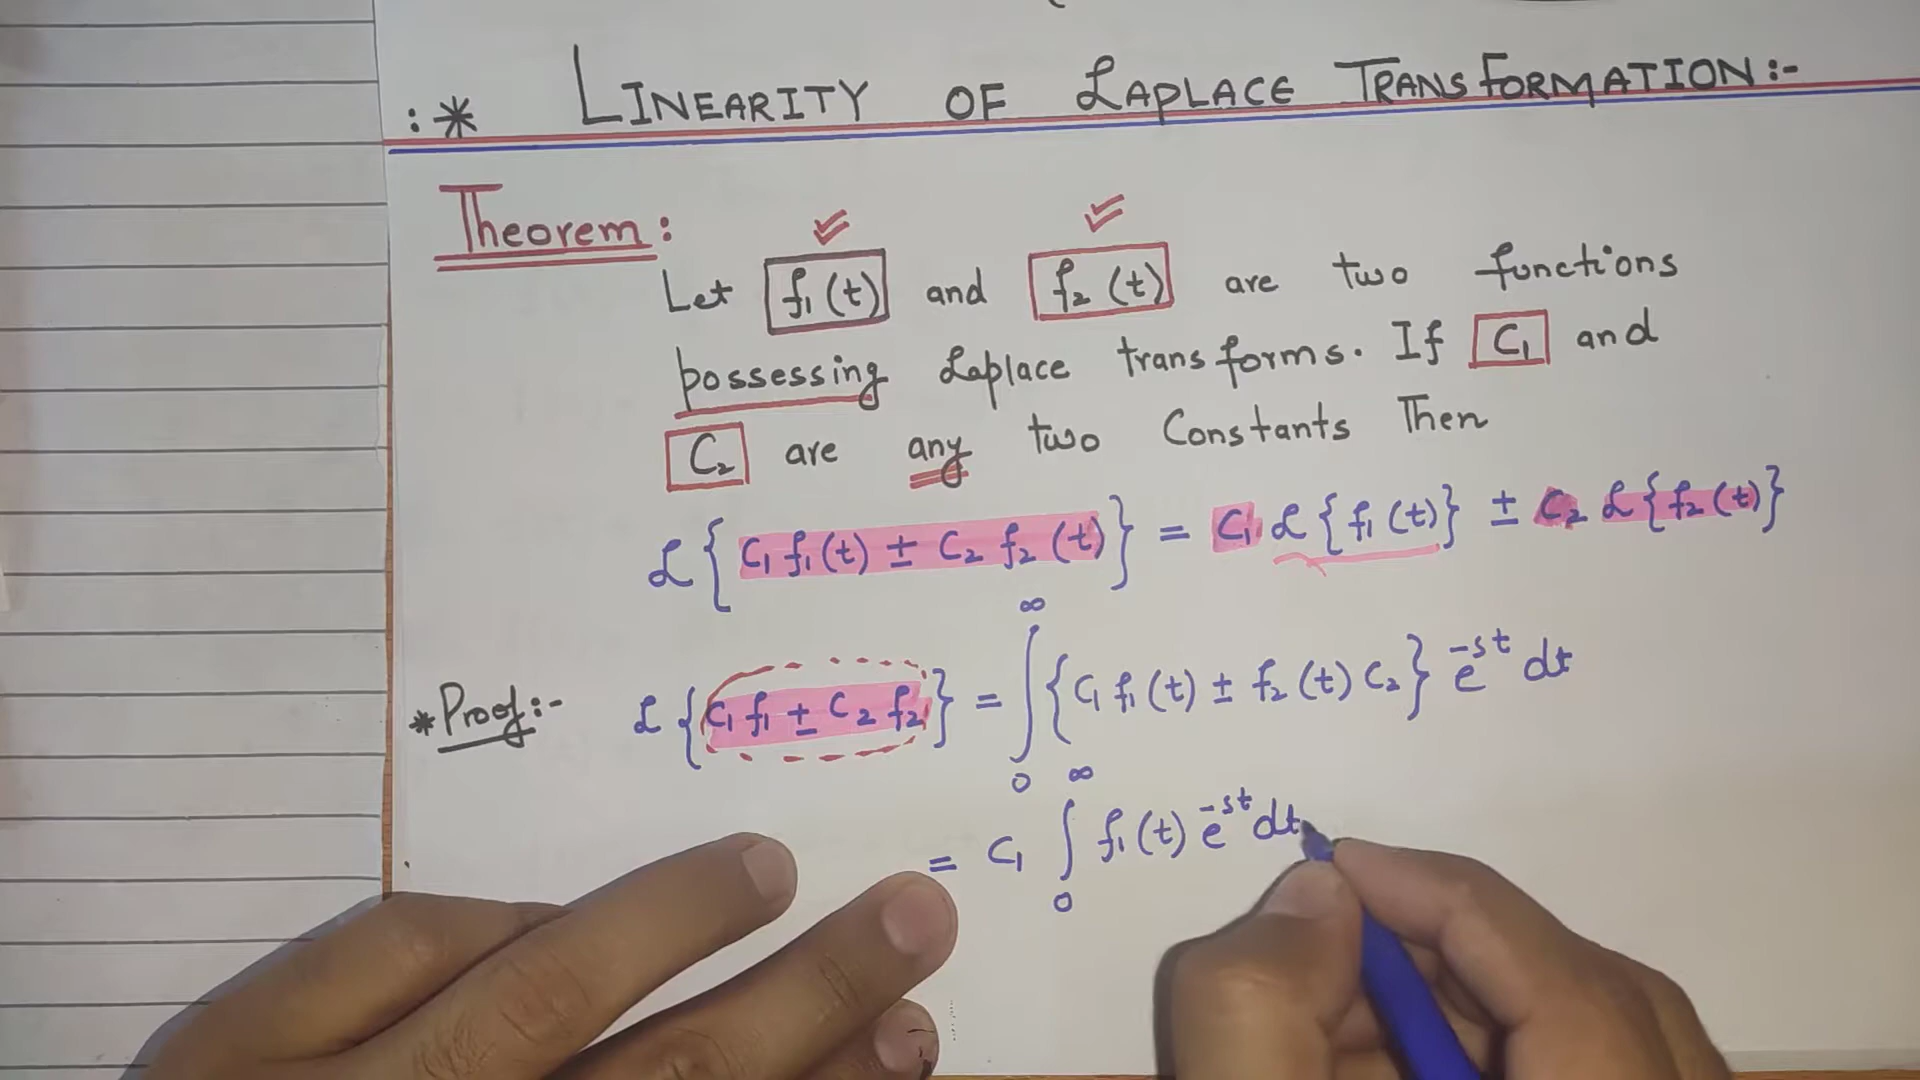 :* LINEARITY OF LAPLACE TRANSFORMATION:-
Theorem:
Let f₁(t) and f₂(t) are two functions
possessing Laplace transforms. If C₁ and
C₂ are any two Constants Then
ℒ{C₁ f₁(t) ± C₂ f₂(t)} = C₁ ℒ{f₁(t)} ± C₂ ℒ{f₂(t)}
*Proof:- ℒ{C₁ f₁ ± C₂ f₂} = ∫₀^∞ {C₁ f₁(t) ± f₂(t) C₂} e^{-st} dt
= C₁ ∫₀^∞ f₁(t) e^{-st} dt